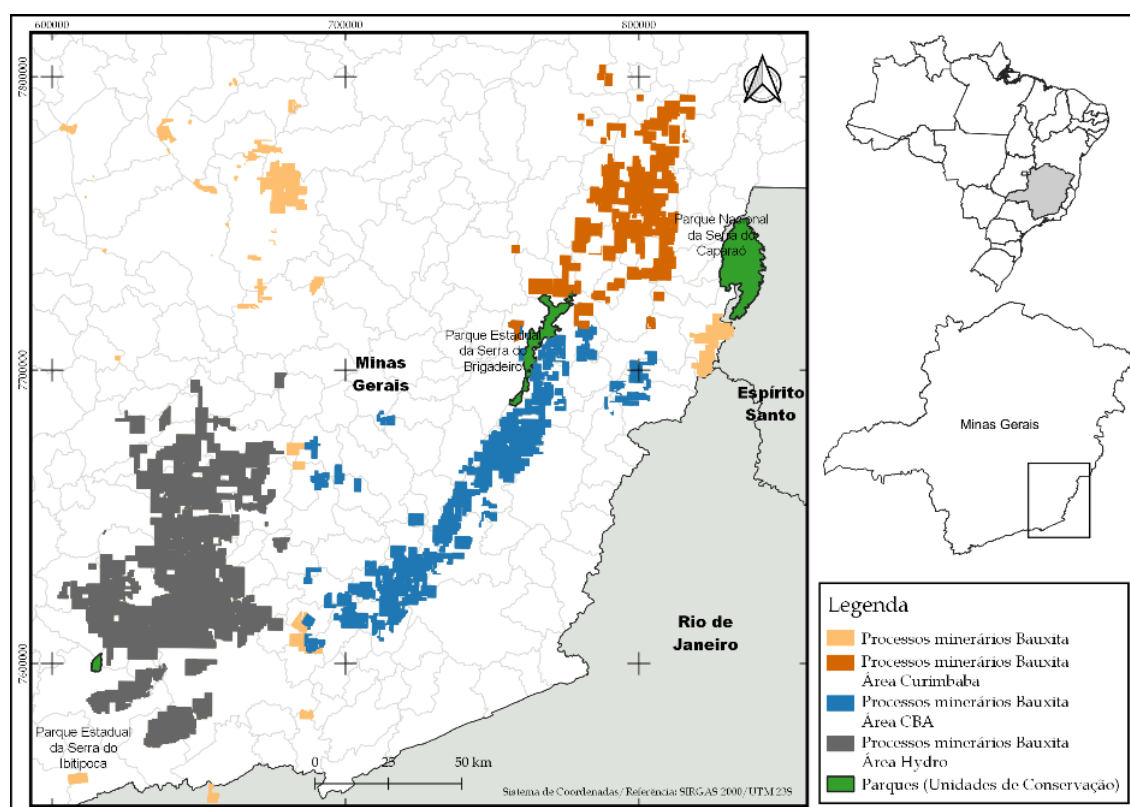 600000
700000
800000
7800000
7700000
7600000
Parque Nacional
da Serra do
Caparaó
Parque Estadual
da Serra do
Brigadeiro
Minas
Gerais
Espírito
Santo
Rio de
Janeiro
Parque Estadual
da Serra do
Ibitipoca
0 25 50 km
Sistema de Coordenadas/Referência: SIRGAS 2000/UTM 23S
Minas Gerais
Legenda
Processos minerários Bauxita
Processos minerários Bauxita
Área Curimbaba
Processos minerários Bauxita
Área CBA
Processos minerários Bauxita
Área Hydro
Parques (Unidades de Conservação)